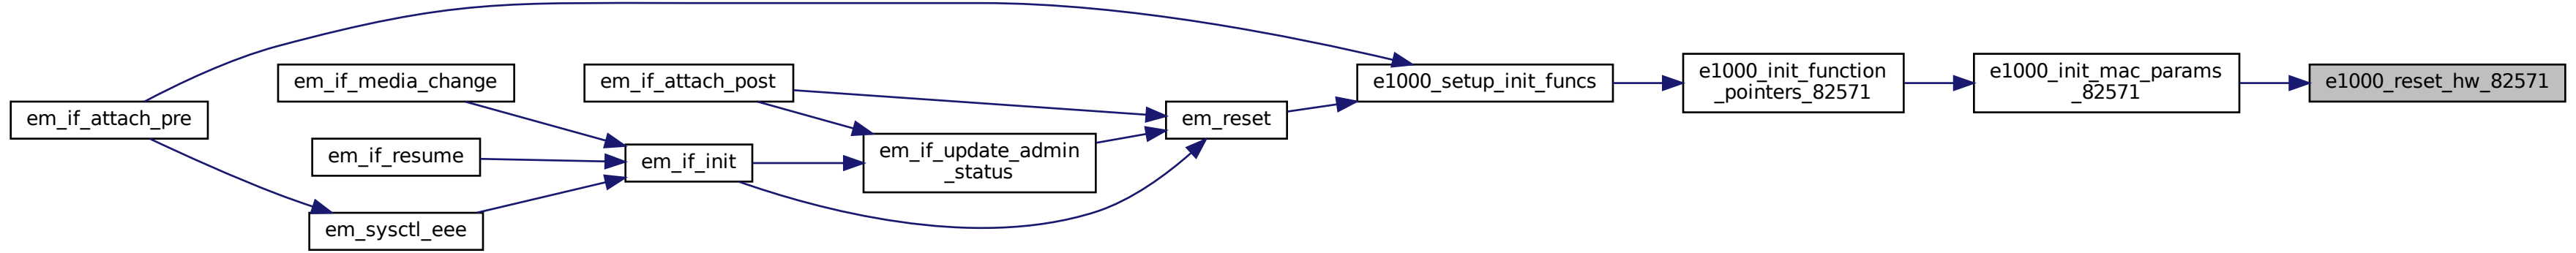 em_if_attach_pre
em_if_media_change
em_if_resume
em_sysctl_eee
em_if_attach_post
em_if_init
em_if_update_admin
_status
em_reset
e1000_setup_init_funcs
e1000_init_function
_pointers_82571
e1000_init_mac_params
_82571
e1000_reset_hw_82571